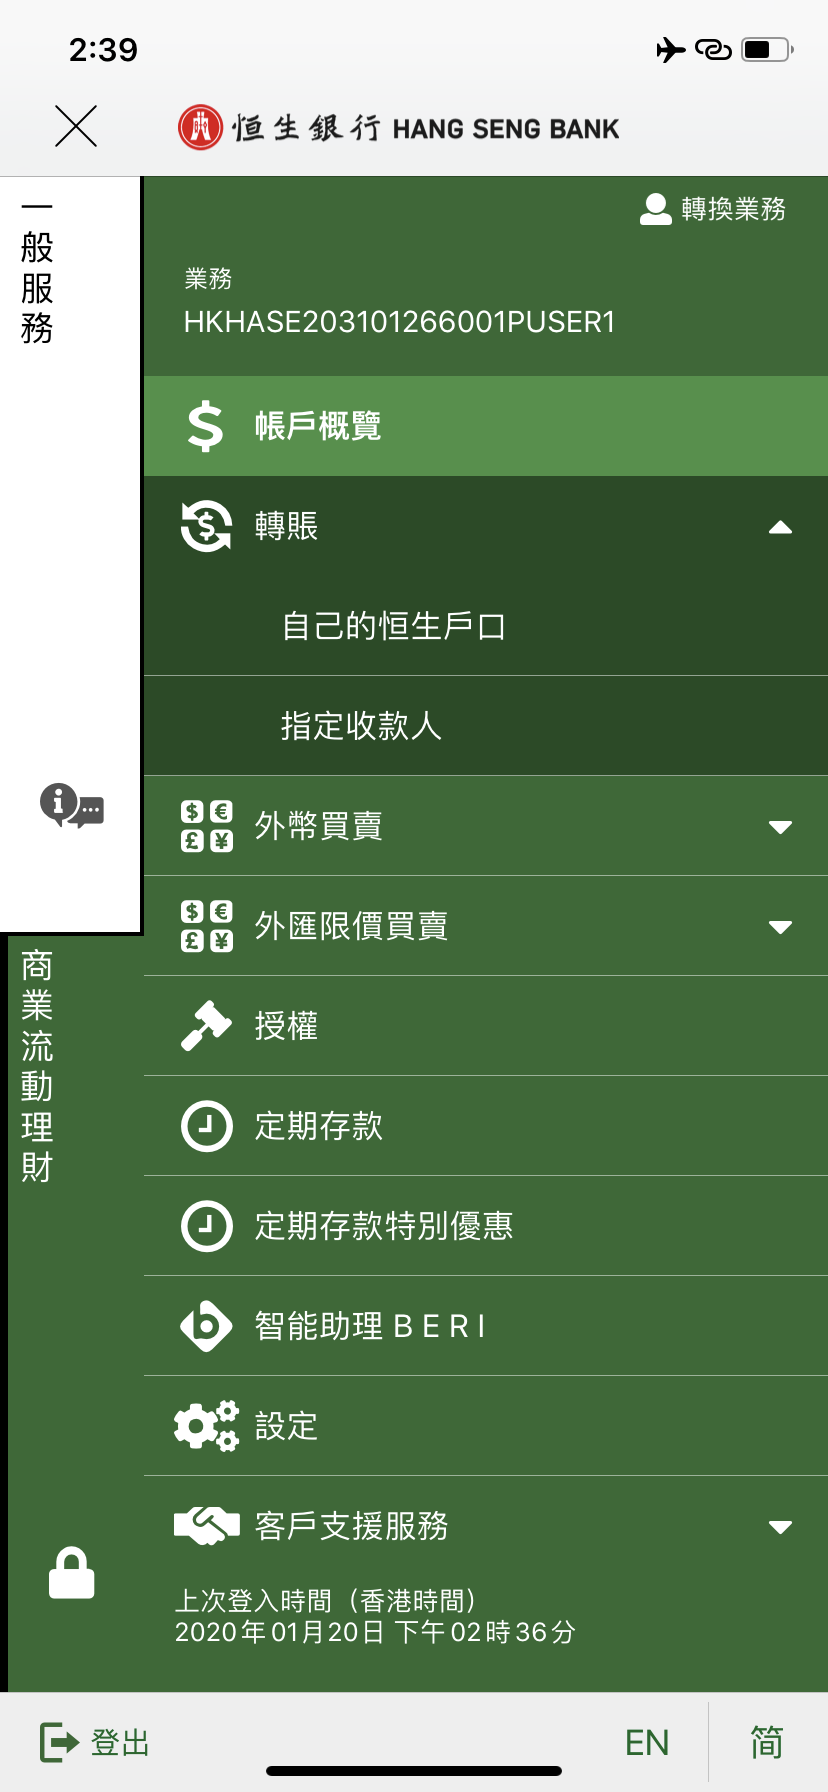 2:39
恒生銀行 HANG SENG BANK
一般服務
轉換業務
業務
HKHASE203101266001PUSER1
帳戶概覽
轉賬
自己的恒生戶口
指定收款人
外幣買賣
外匯限價買賣
商業流動理財
授權
定期存款
定期存款特別優惠
智能助理 B E R I
設定
客戶支援服務
上次登入時間（香港時間）
2020年01月20日 下午02時36分
登出
EN
简